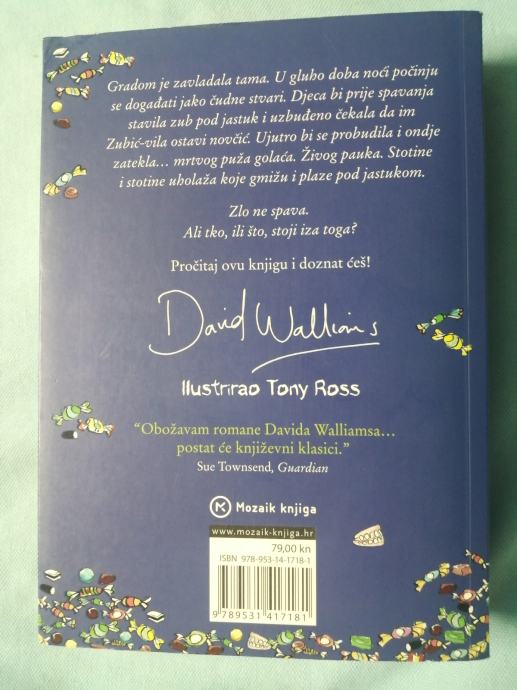 Gradom je zavladala tama. U gluho doba noći počinju
se događati jako čudne stvari. Djeca bi prije spavanja
stavila zub pod jastuk i uzbuđeno čekala da im
Zubić-vila ostavi novčić. Ujutro bi se probudila i ondje
zatekla... mrtvog puža golaća. Živog pauka. Stotine
i stotine uholaža koje gmižu i plaze pod jastukom.
Zlo ne spava.
Ali tko, ili što, stoji iza toga?
Pročitaj ovu knjigu i doznat ćeš!
David Walliams
Ilustrirao Tony Ross
“Obožavam romane Davida Walliamsa...
postat će književni klasici.”
Sue Townsend, Guardian
Mozaik knjiga
www.mozaik-knjiga.hr
79,00 kn
ISBN 978-953-14-1718-1
9 789531 417181